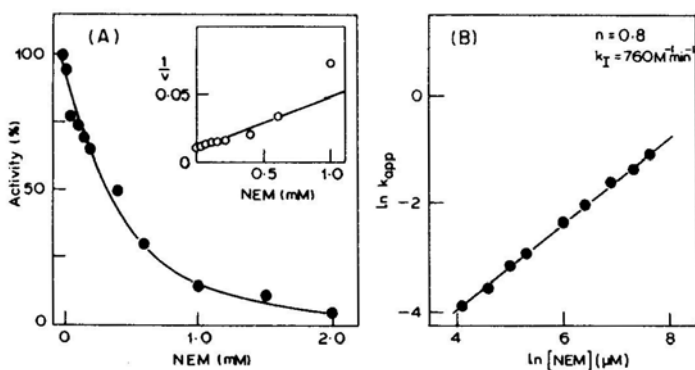 (A)
100
50
0
Activity (%)
0
1.0
2.0
NEM (mM)
1
v
0.05
0
0.5
1.0
NEM (mM)
(B)
n = 0.8
kI = 760 M⁻¹ min⁻¹
0
-2
-4
ln kapp
4
6
8
ln [NEM] (μM)